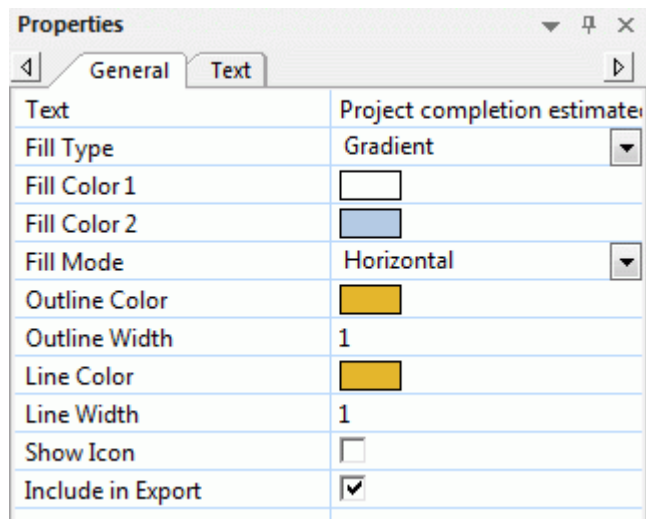 Properties
General Text
Text Project completion estimate
Fill Type Gradient
Fill Color 1
Fill Color 2
Fill Mode Horizontal
Outline Color
Outline Width 1
Line Color
Line Width 1
Show Icon
Include in Export